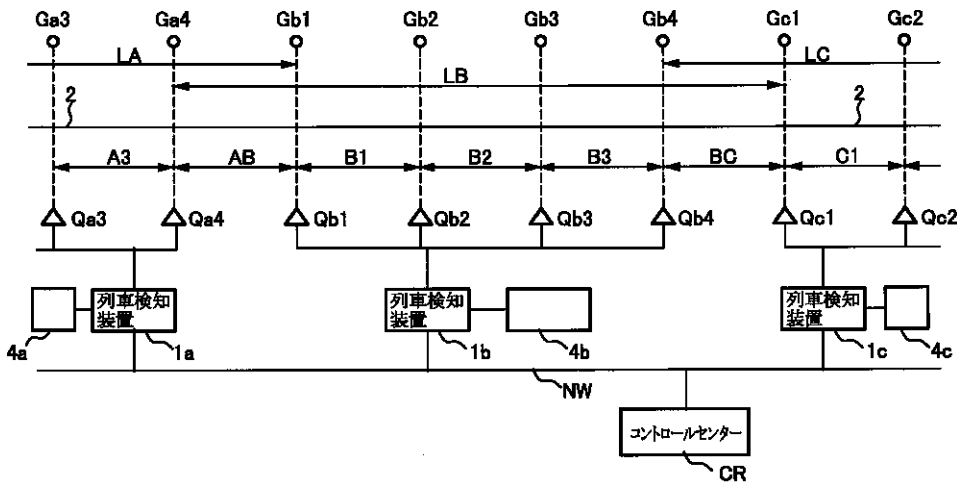 Ga3 Ga4 Gb1 Gb2 Gb3 Gb4 Gc1 Gc2
LA LC
LB
2 2
A3 AB B1 B2 B3 BC C1
Qa3 Qa4 Qb1 Qb2 Qb3 Qb4 Qc1 Qc2
列車検知 列車検知 列車検知
装置 装置 装置
4a 1a 1b 4b 1c 4c
NW
コントロールセンター
CR